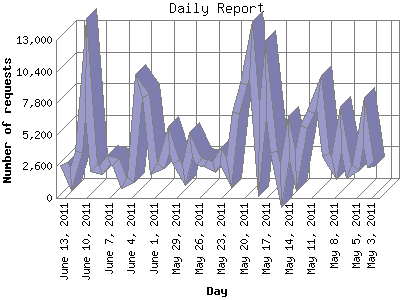 Daily Report
Number of requests
13,000
10,400
7,800
5,200
2,600
0
June 13, 2011
June 10, 2011
June 7, 2011
June 4, 2011
June 1, 2011
May 29, 2011
May 26, 2011
May 23, 2011
May 20, 2011
May 17, 2011
May 14, 2011
May 11, 2011
May 8, 2011
May 5, 2011
May 3, 2011
Day